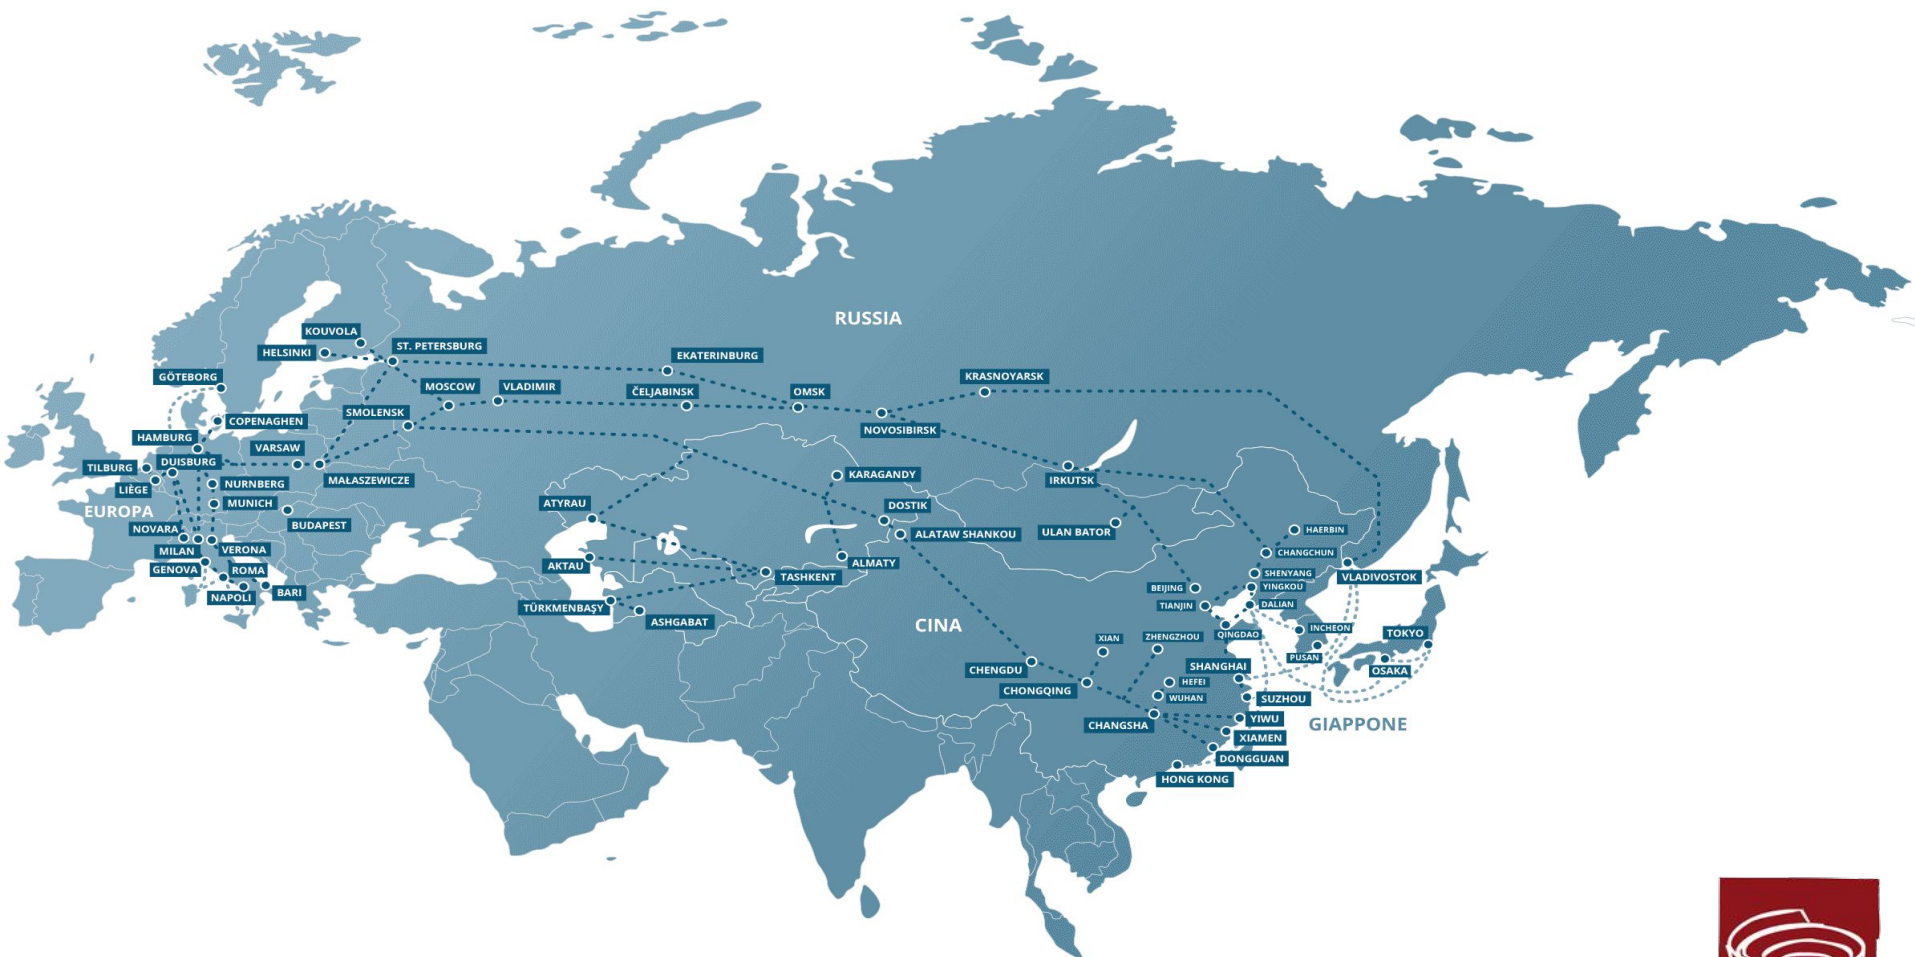 RUSSIA
KOUVOLA
HELSINKI
ST. PETERSBURG
EKATERINBURG
GÖTEBORG
MOSCOW
VLADIMIR
ČELJABINSK
OMSK
KRASNOYARSK
SMOLENSK
COPENAGHEN
NOVOSIBIRSK
HAMBURG
VARSAW
DUISBURG
TILBURG
MAŁASZEWICZE
KARAGANDY
IRKUTSK
LIÈGE
NURNBERG
EUROPA
MUNICH
BUDAPEST
ATYRAU
DOSTIK
ALATAW SHANKOU
ULAN BATOR
HAERBIN
NOVARA
MILAN
VERONA
CHANGCHUN
GENOVA
ROMA
AKTAU
ALMATY
TASHKENT
SHENYANG
VLADIVOSTOK
NAPOLI
BARI
BEIJING
YINGKOU
TÜRKMENBAŞY
ASHGABAT
TIANJIN
DALIAN
CINA
QINGDAO
INCHEON
TOKYO
XIAN
ZHENGZHOU
PUSAN
CHENGDU
SHANGHAI
OSAKA
CHONGQING
HEFEI
WUHAN
SUZHOU
CHANGSHA
YIWU
GIAPPONE
XIAMEN
DONGGUAN
HONG KONG